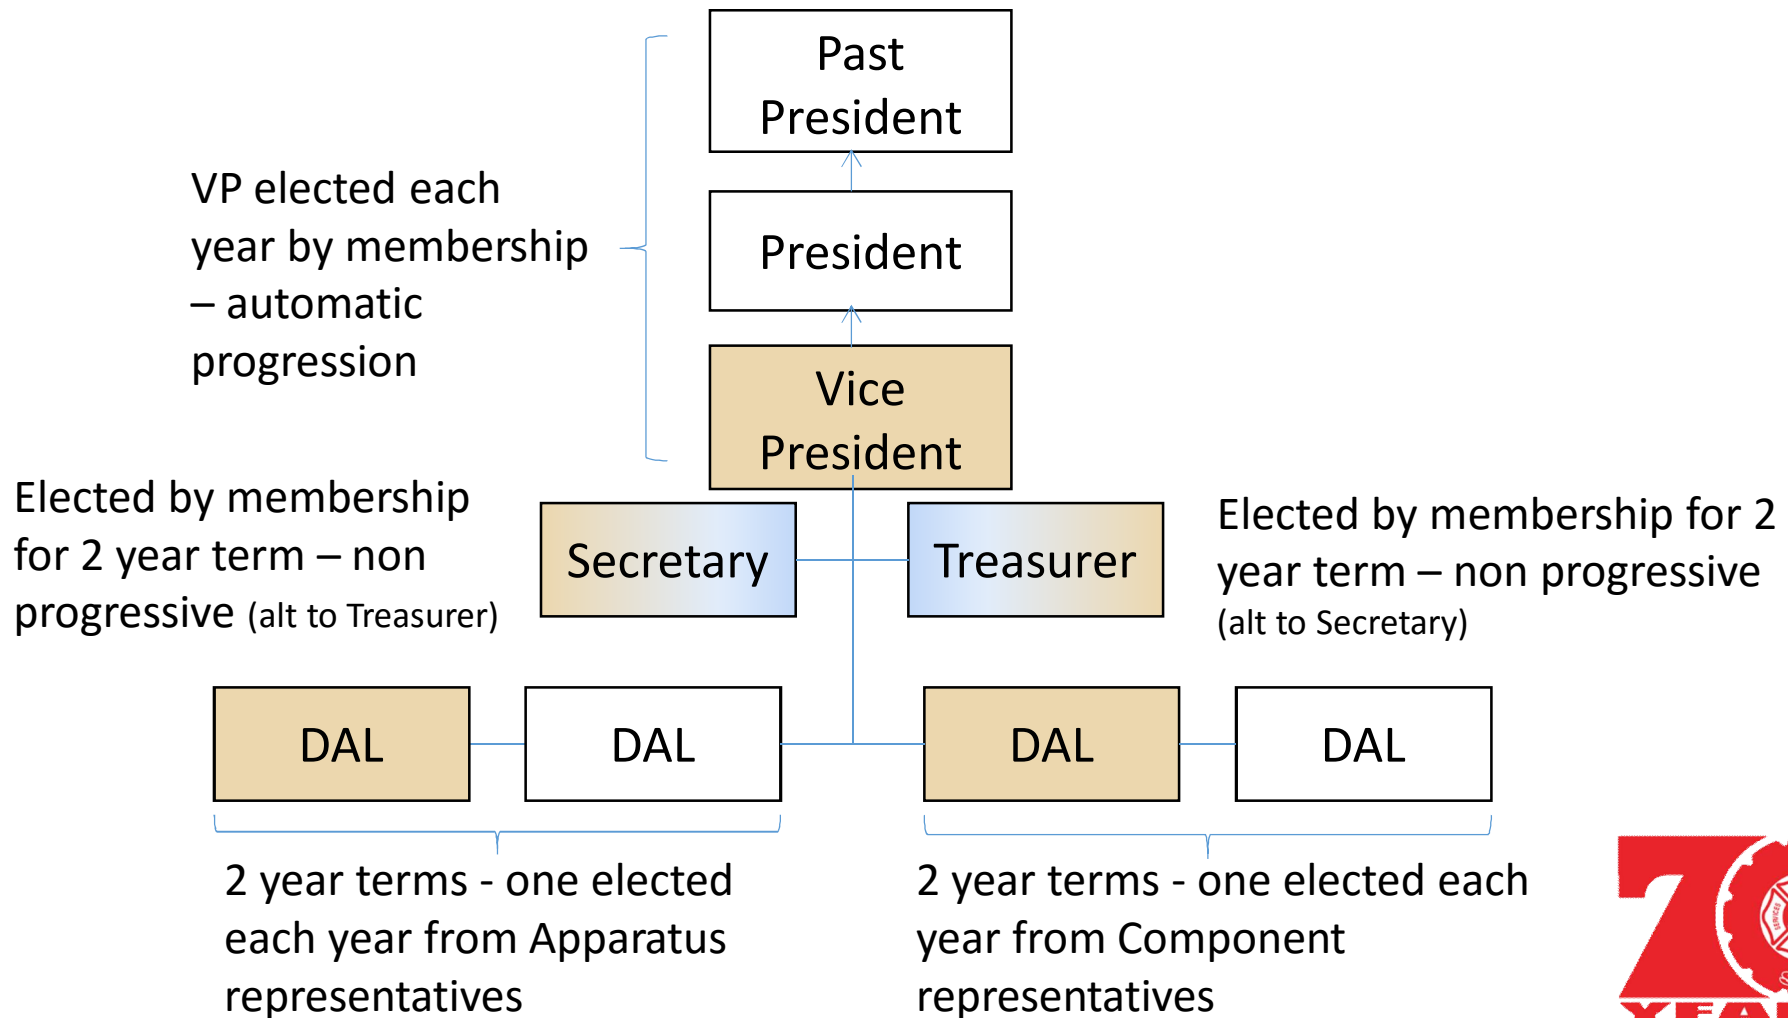 Past
President
VP elected each
year by membership
– automatic
progression
President
Vice
President
Elected by membership
for 2 year term – non
progressive (alt to Treasurer)
Secretary
Treasurer
Elected by membership for 2
year term – non progressive
(alt to Secretary)
DAL
DAL
DAL
DAL
2 year terms - one elected
each year from Apparatus
representatives
2 year terms - one elected each
year from Component
representatives
7